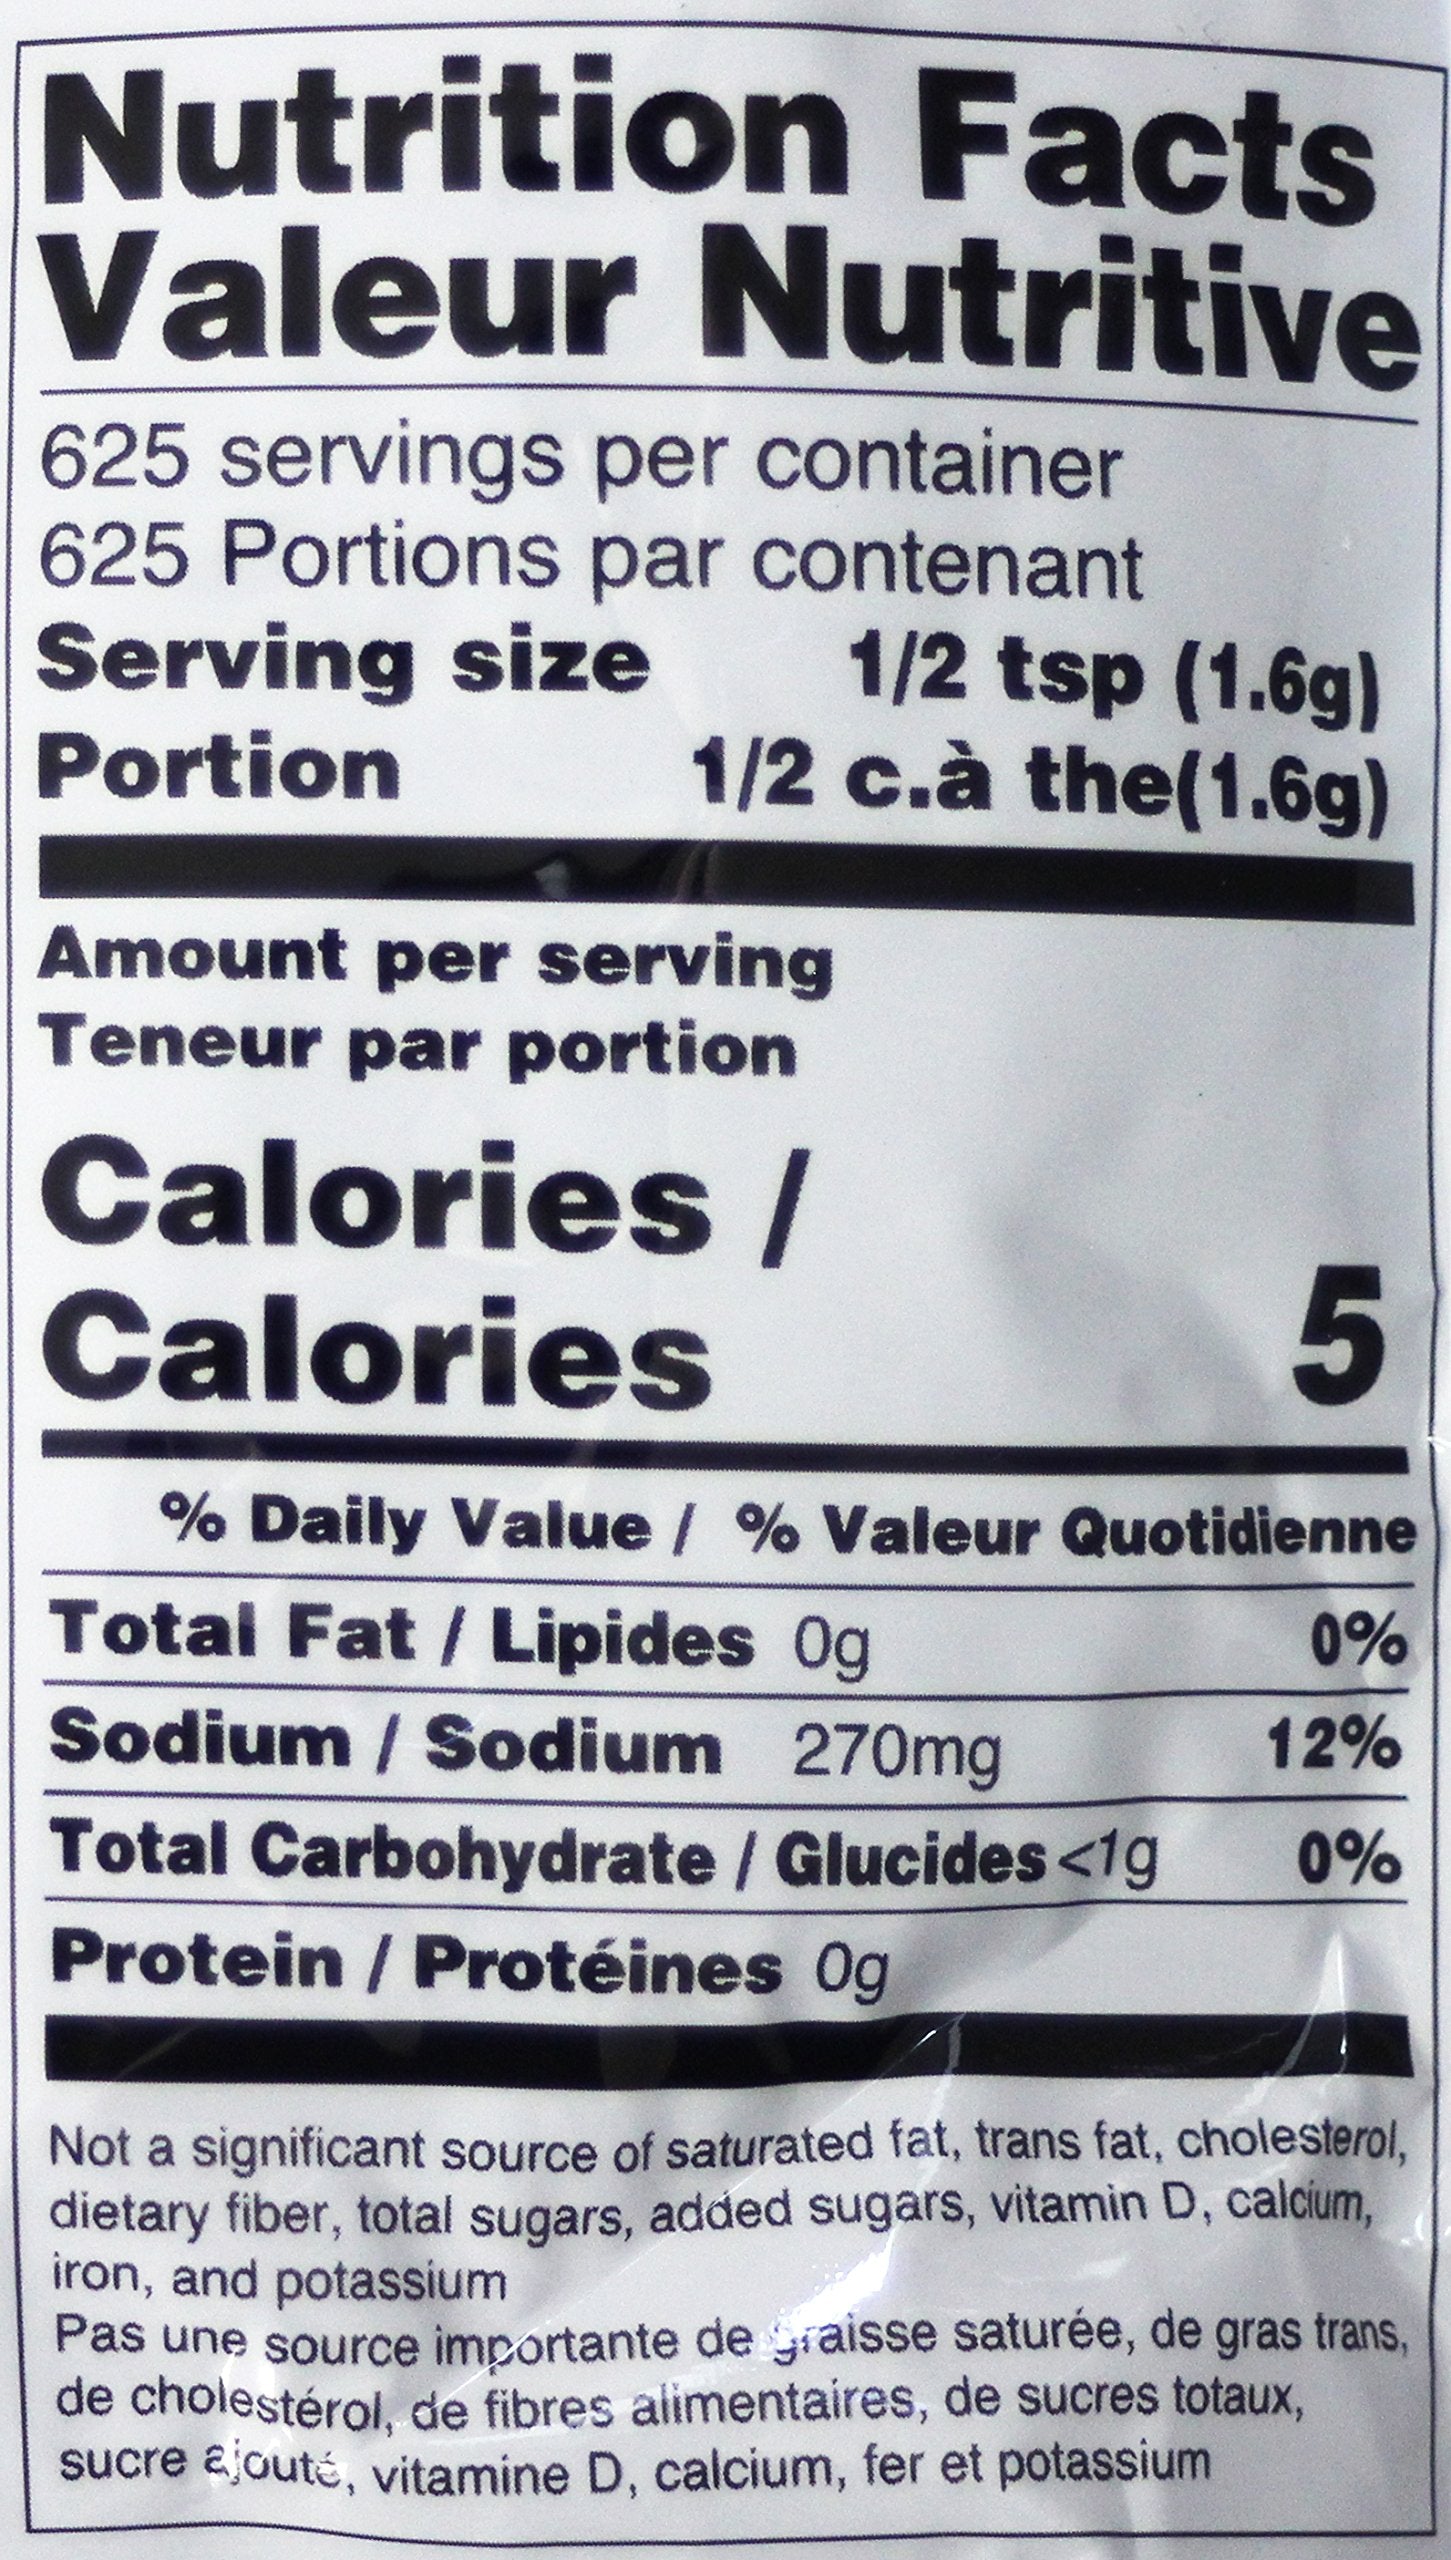 Nutrition Facts
Valeur Nutritive
625 servings per container
625 Portions par contenant
Serving size 1/2 tsp (1.6g)
Portion 1/2 c.à the(1.6g)
Amount per serving
Teneur par portion
Calories /
Calories 5
% Daily Value / % Valeur Quotidienne
Total Fat / Lipides 0g 0%
Sodium / Sodium 270mg 12%
Total Carbohydrate / Glucides <1g 0%
Protein / Protéines 0g
Not a significant source of saturated fat, trans fat, cholesterol,
dietary fiber, total sugars, added sugars, vitamin D, calcium,
iron, and potassium
Pas une source importante de graisse saturée, de gras trans,
de cholestérol, de fibres alimentaires, de sucres totaux,
sucre ajouté, vitamine D, calcium, fer et potassium